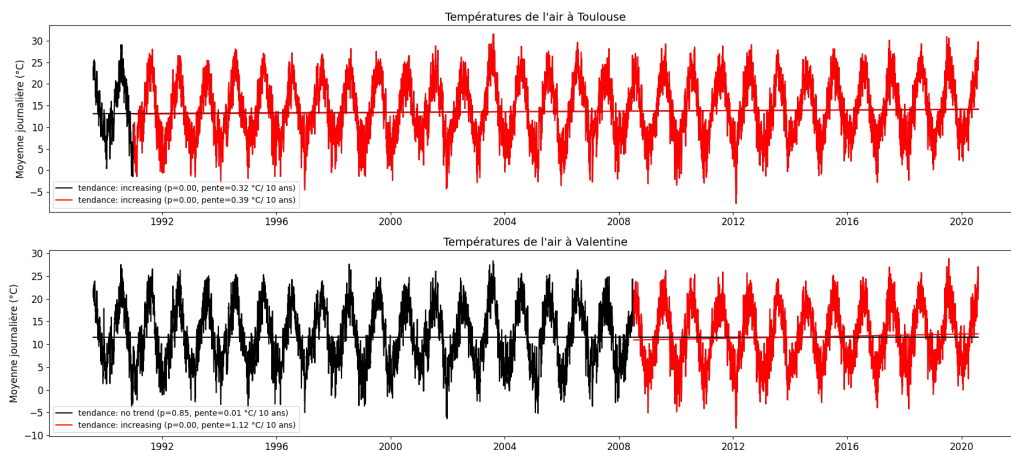 Températures de l'air à Toulouse
Moyenne journalière (°C)
30
25
20
15
10
5
0
−5
tendance: increasing (p=0.00, pente=0.32 °C/ 10 ans)
tendance: increasing (p=0.00, pente=0.39 °C/ 10 ans)
1992 1996 2000 2004 2008 2012 2016 2020
Températures de l'air à Valentine
Moyenne journalière (°C)
30
25
20
15
10
5
0
−5
−10
tendance: no trend (p=0.85, pente=0.01 °C/ 10 ans)
tendance: increasing (p=0.00, pente=1.12 °C/ 10 ans)
1992 1996 2000 2004 2008 2012 2016 2020